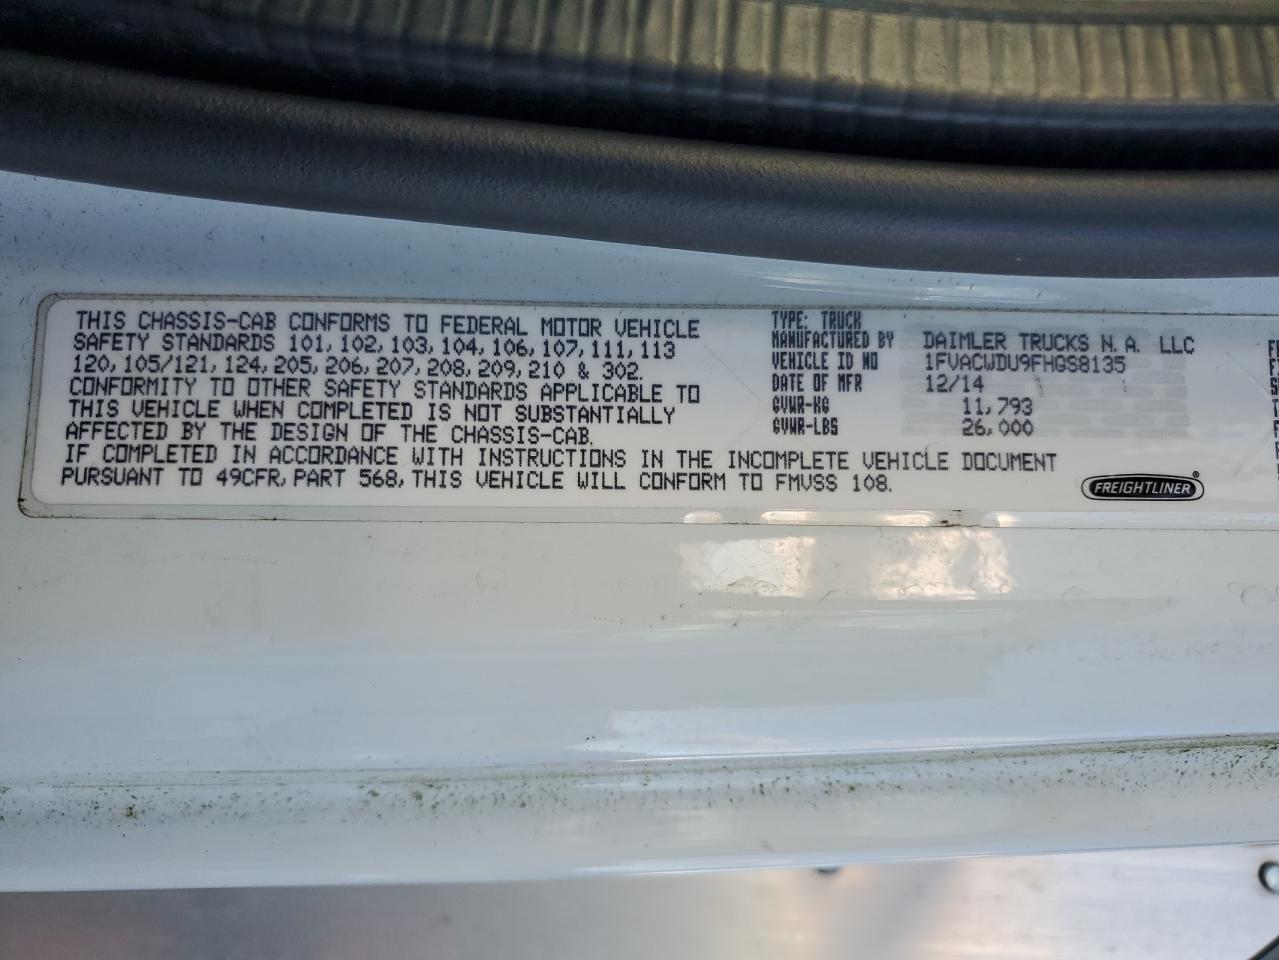 THIS CHASSIS-CAB CONFORMS TO FEDERAL MOTOR VEHICLE
SAFETY STANDARDS 101, 102, 103, 104, 106, 107, 111, 113
120, 105/121, 124, 205, 206, 207, 208, 209, 210 & 302.
CONFORMITY TO OTHER SAFETY STANDARDS APPLICABLE TO
THIS VEHICLE WHEN COMPLETED IS NOT SUBSTANTIALLY
AFFECTED BY THE DESIGN OF THE CHASSIS-CAB.
IF COMPLETED IN ACCORDANCE WITH INSTRUCTIONS IN THE INCOMPLETE VEHICLE DOCUMENT
PURSUANT TO 49CFR, PART 568, THIS VEHICLE WILL CONFORM TO FMVSS 108.
TYPE: TRUCK
MANUFACTURED BY DAIMLER TRUCKS N. A. LLC
VEHICLE ID NO 1FVACWDU9FHGS8135
DATE OF MFR 12/14
GVWR-KG 11,793
GVWR-LBS 26,000
FREIGHTLINER®